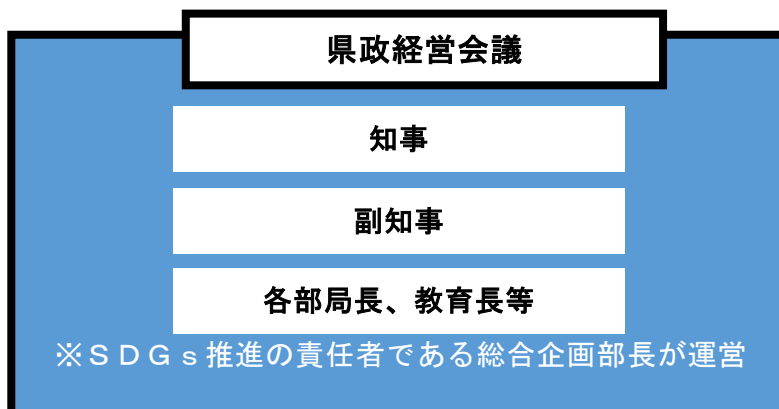 県政経営会議
知事
副知事
各部局長、教育長等
※ＳＤＧｓ推進の責任者である総合企画部長が運営